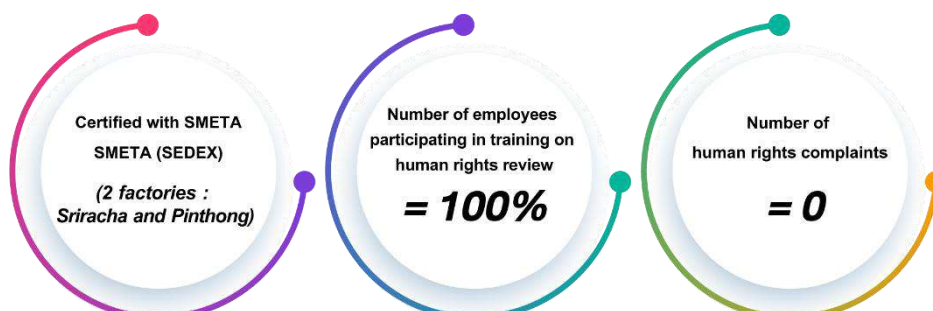 Certified with SMETA
SMETA (SEDEX)
(2 factories :
Sriracha and Pinthong)
Number of employees
participating in training on
human rights review
= 100%
Number of
human rights complaints
= 0